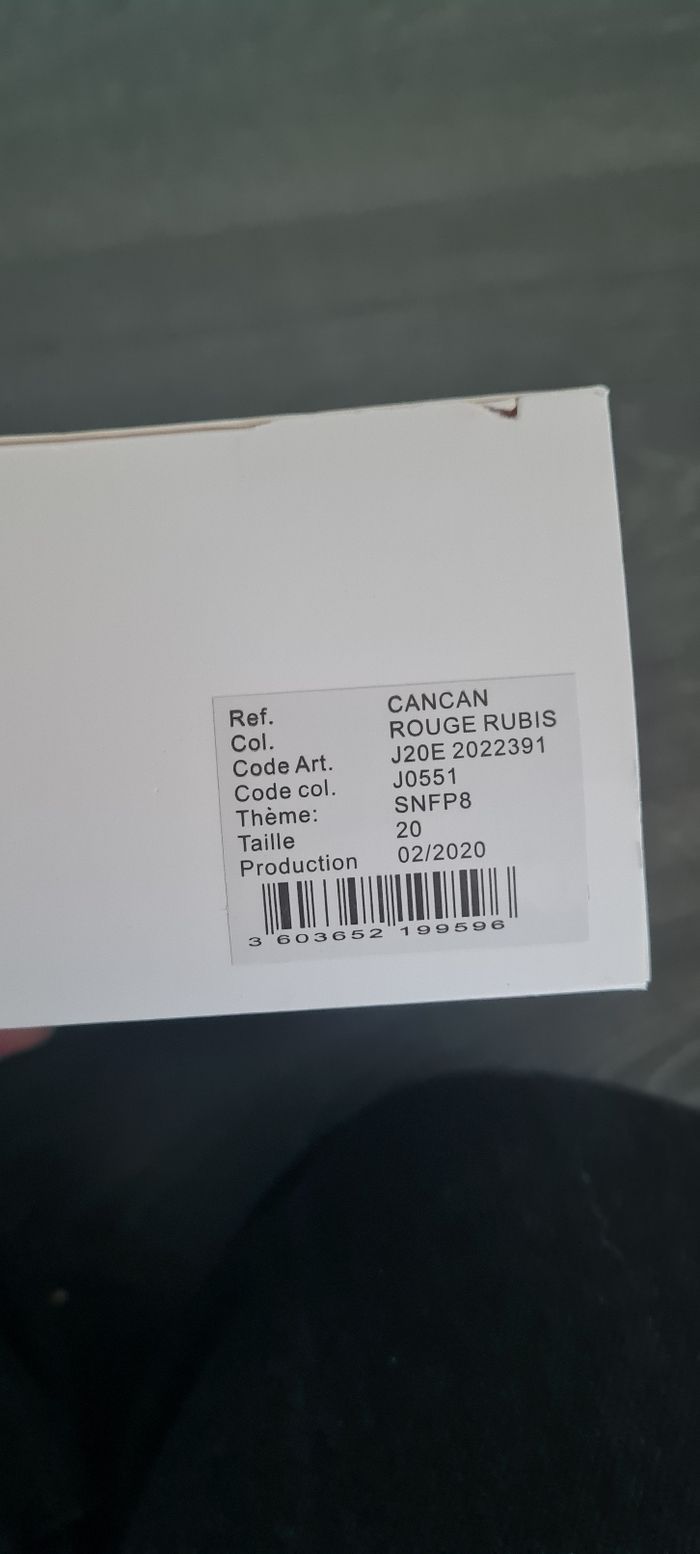 Ref. CANCAN
Col. ROUGE RUBIS
Code Art. J20E 2022391
Code col. J0551
Thème: SNFP8
Taille 20
Production 02/2020
3 603652 199596